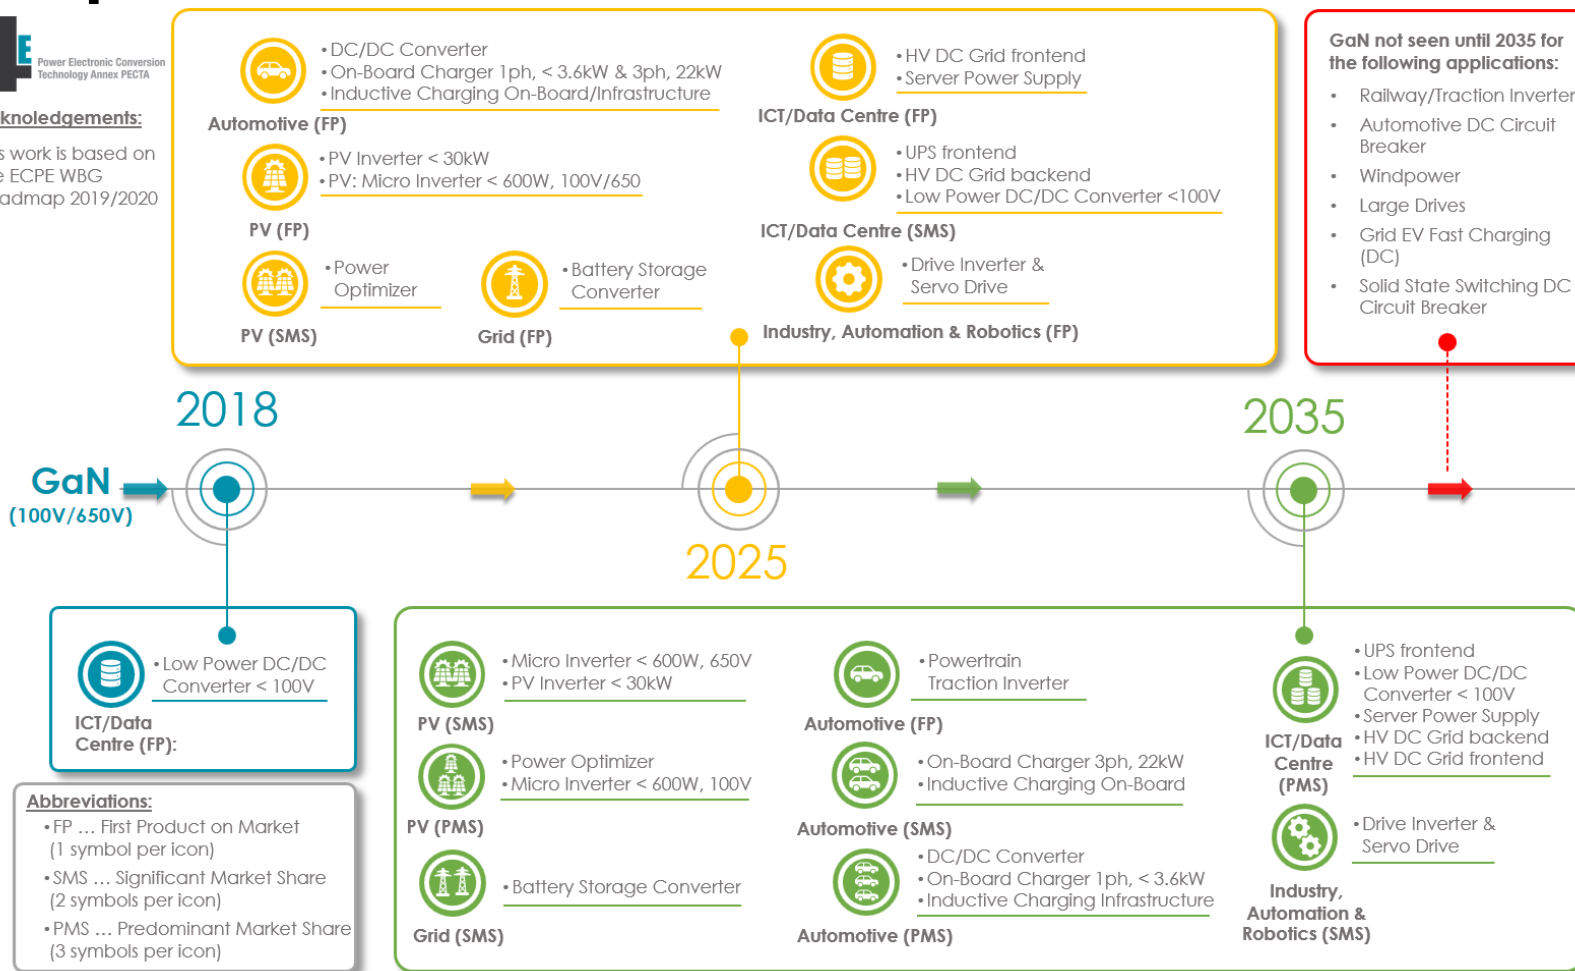 E
Power Electronic Conversion
Technology Annex PECTA
knoledgements:
s work is based on
e ECPE WBG
admap 2019/2020
• DC/DC Converter
• On-Board Charger 1ph, < 3.6kW & 3ph, 22kW
• Inductive Charging On-Board/Infrastructure
Automotive (FP)
• PV Inverter < 30kW
• PV: Micro Inverter < 600W, 100V/650
PV (FP)
• Power
Optimizer
PV (SMS)
• Battery Storage
Converter
Grid (FP)
• HV DC Grid frontend
• Server Power Supply
ICT/Data Centre (FP)
• UPS frontend
• HV DC Grid backend
• Low Power DC/DC Converter <100V
ICT/Data Centre (SMS)
• Drive Inverter &
Servo Drive
Industry, Automation & Robotics (FP)
GaN not seen until 2035 for
the following applications:
• Railway/Traction Inverter
• Automotive DC Circuit
Breaker
• Windpower
• Large Drives
• Grid EV Fast Charging
(DC)
• Solid State Switching DC
Circuit Breaker
2018
2035
GaN
(100V/650V)
2025
• Low Power DC/DC
Converter < 100V
ICT/Data
Centre (FP):
Abbreviations:
• FP ... First Product on Market
(1 symbol per icon)
• SMS ... Significant Market Share
(2 symbols per icon)
• PMS ... Predominant Market Share
(3 symbols per icon)
• Micro Inverter < 600W, 650V
• PV Inverter < 30kW
PV (SMS)
• Power Optimizer
• Micro Inverter < 600W, 100V
PV (PMS)
• Battery Storage Converter
Grid (SMS)
• Powertrain
Traction Inverter
Automotive (FP)
• On-Board Charger 3ph, 22kW
• Inductive Charging On-Board
Automotive (SMS)
• DC/DC Converter
• On-Board Charger 1ph, < 3.6kW
• Inductive Charging Infrastructure
Automotive (PMS)
• UPS frontend
• Low Power DC/DC
Converter < 100V
• Server Power Supply
• HV DC Grid backend
• HV DC Grid frontend
ICT/Data
Centre
(PMS)
• Drive Inverter &
Servo Drive
Industry,
Automation &
Robotics (SMS)